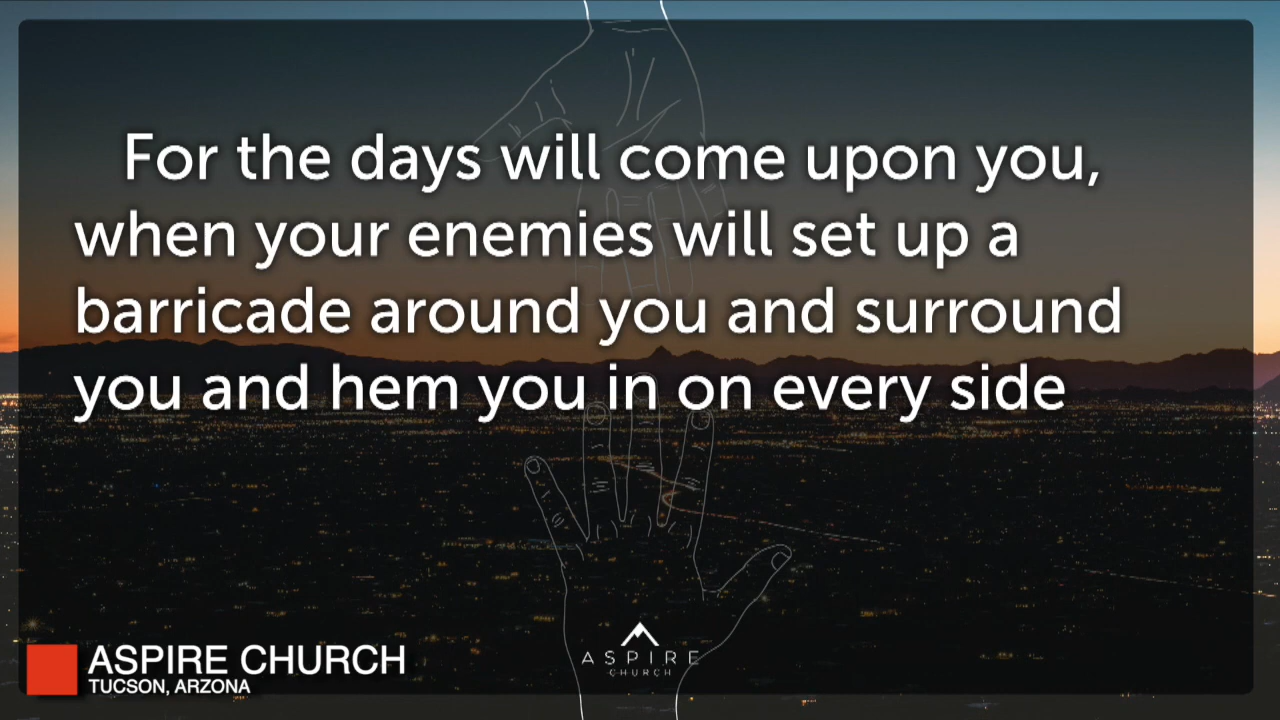 For the days will come upon you,
when your enemies will set up a
barricade around you and surround
you and hem you in on every side
ASPIRE
CHURCH
ASPIRE CHURCH
TUCSON, ARZONA